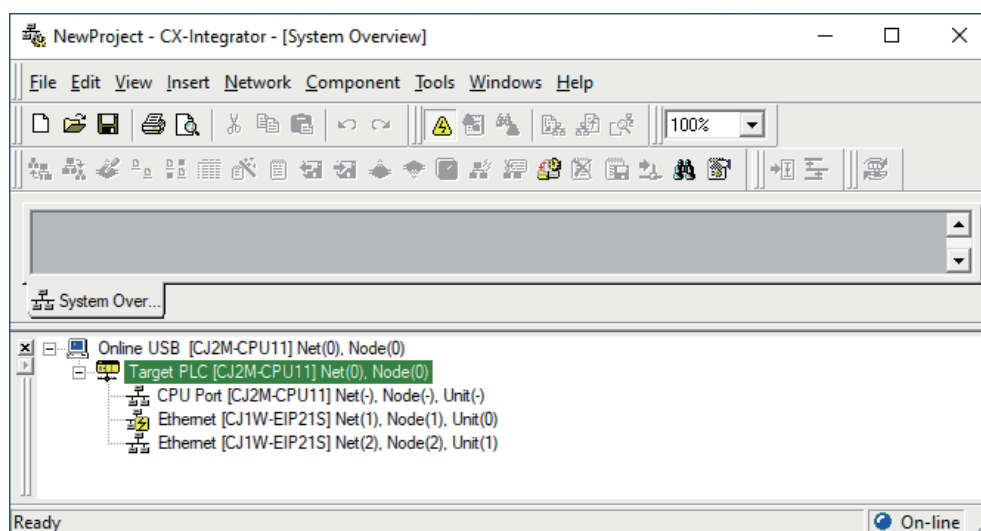 NewProject - CX-Integrator - [System Overview]
File Edit View Insert Network Component Tools Windows Help
100%
System Over...
Online USB [CJ2M-CPU11] Net(0), Node(0)
Target PLC [CJ2M-CPU11] Net(0), Node(0)
CPU Port [CJ2M-CPU11] Net(-), Node(-), Unit(-)
Ethernet [CJ1W-EIP21S] Net(1), Node(1), Unit(0)
Ethernet [CJ1W-EIP21S] Net(2), Node(2), Unit(1)
Ready
On-line